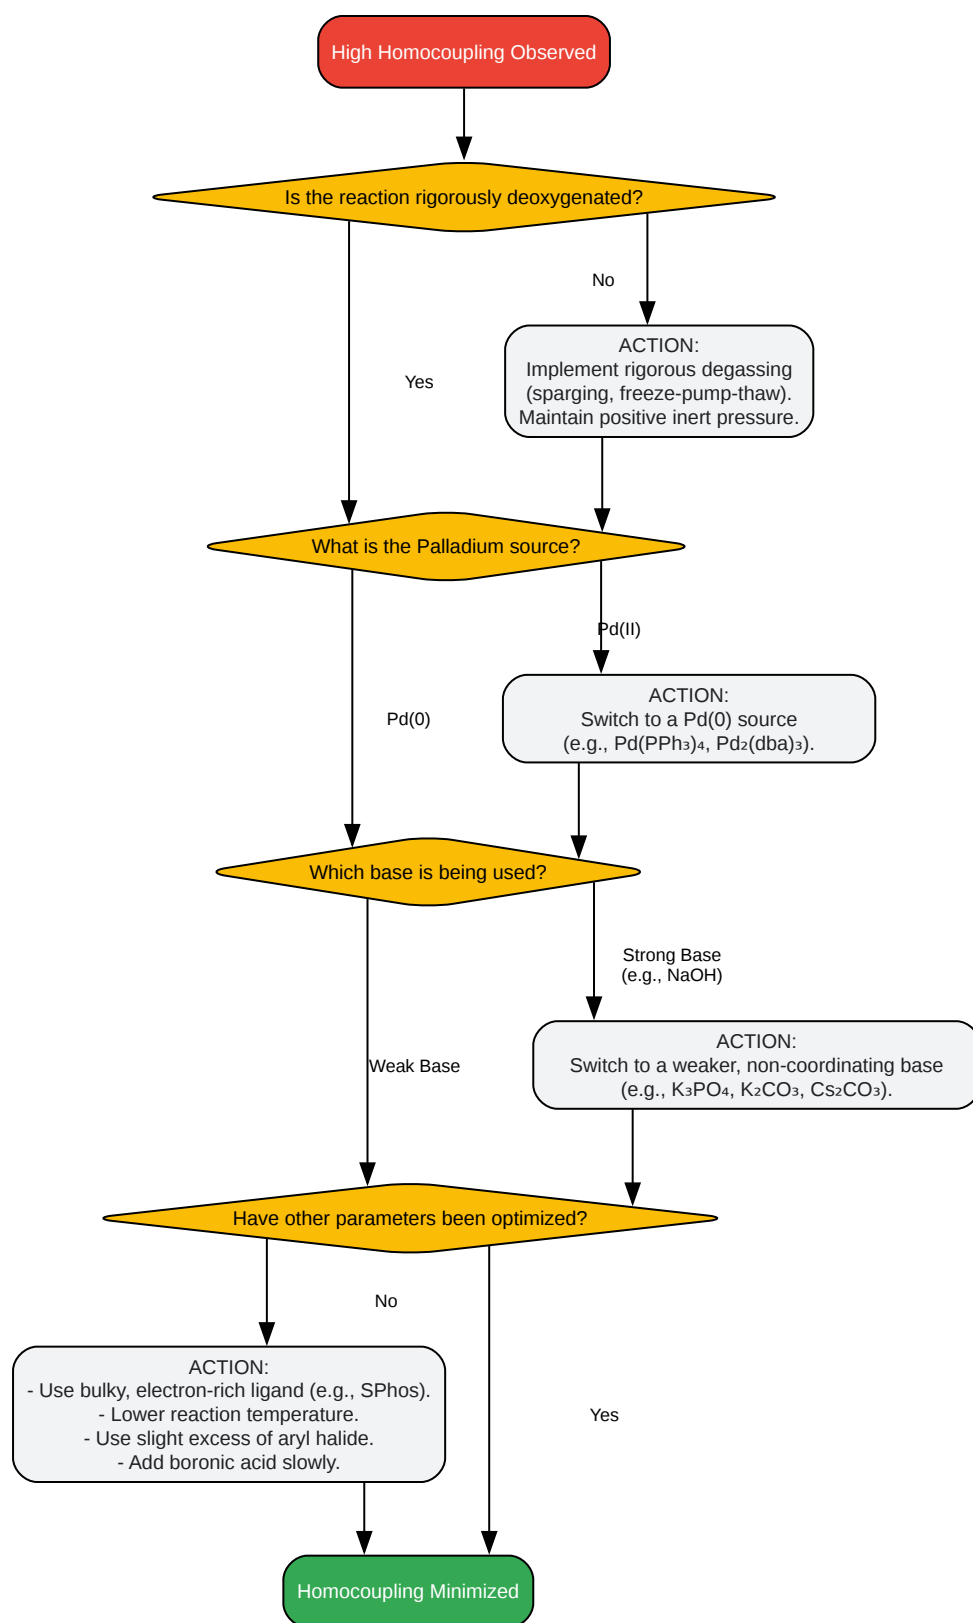 High Homocoupling Observed
Is the reaction rigorously deoxygenated?
No
ACTION:
Implement rigorous degassing
(sparging, freeze-pump-thaw).
Maintain positive inert pressure.
Yes
What is the Palladium source?
Pd(II)
ACTION:
Switch to a Pd(0) source
(e.g., Pd(PPh₃)₄, Pd₂(dba)₃).
Pd(0)
Which base is being used?
Strong Base
(e.g., NaOH)
ACTION:
Switch to a weaker, non-coordinating base
(e.g., K₃PO₄, K₂CO₃, Cs₂CO₃).
Weak Base
Have other parameters been optimized?
No
ACTION:
- Use bulky, electron-rich ligand (e.g., SPhos).
- Lower reaction temperature.
- Use slight excess of aryl halide.
- Add boronic acid slowly.
Yes
Homocoupling Minimized